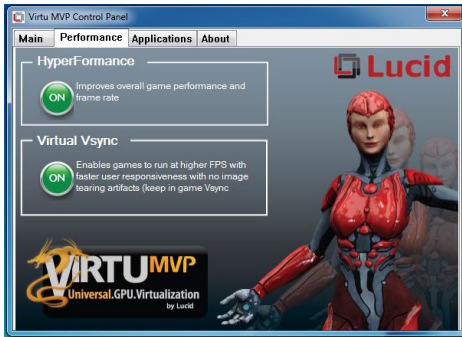 Virtu MVP Control Panel
Main Performance Applications About
HyperFormance
Lucid
Improves overall game performance and
ON frame rate
Virtual Vsync
Enables games to run at higher FPS with
ON faster user responsiveness with no image
tearing artifacts (keep in game Vsync
VIRTU MVP
Universal.GPU.Virtualization
by Lucid